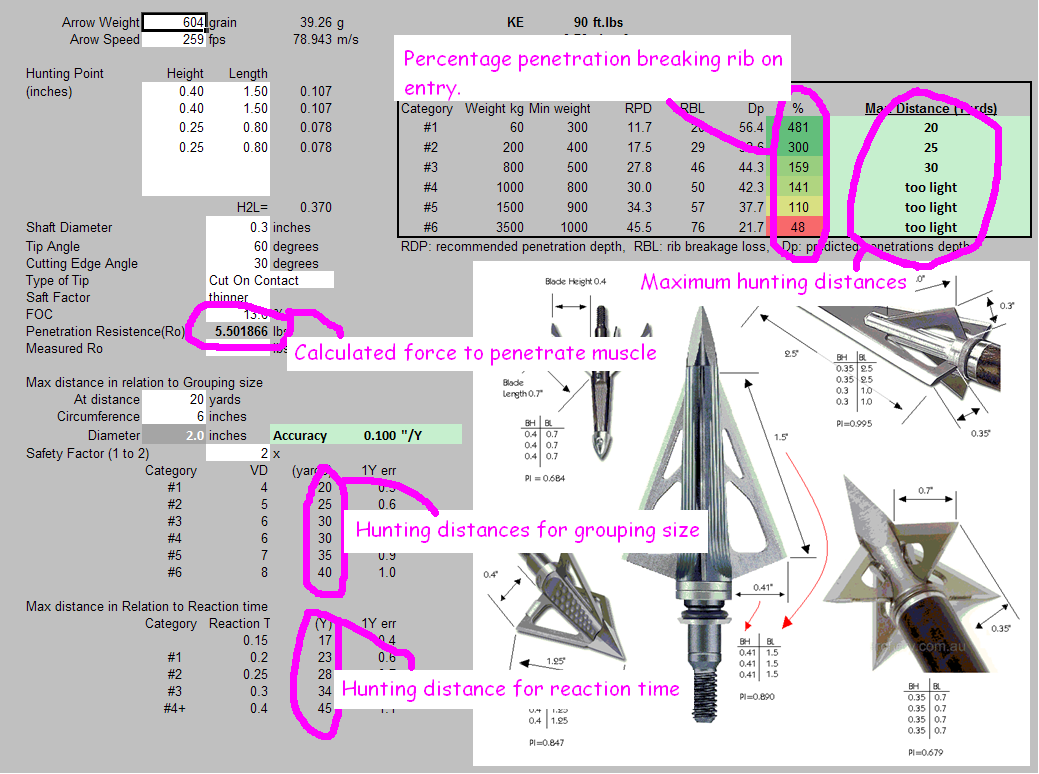 Arrow Weight 604 grain 39.26 g KE 90 ft.lbs
Arow Speed 259 fps 78.943 m/s
Percentage penetration breaking rib on
entry.
Hunting Point Height Length
(inches) 0.40 1.50 0.107
0.40 1.50 0.107
0.25 0.80 0.078
0.25 0.80 0.078
H2L= 0.370
Category Weight kg Min weight RPD RBL Dp % Max Distance (Yards)
#1 60 300 11.7 56.4 481 20
#2 200 400 17.5 29 300 25
#3 800 500 27.8 46 44.3 159 30
#4 1000 800 30.0 50 42.3 141 too light
#5 1500 900 34.3 57 37.7 110 too light
#6 3500 1000 45.5 76 21.7 48 too light
RDP: recommended penetration depth, RBL: rib breakage loss, Dp: predicted penetrations depth
Shaft Diameter 0.3 inches
Tip Angle 60 degrees
Cutting Edge Angle 30 degrees
Type of Tip Cut On Contact
Saft Factor thinner
FOC 13.0 %
Penetration Resistence(Ro) 5.501866 lbs
Measured Ro lbs
Calculated force to penetrate muscle
Maximum hunting distances
Max distance in relation to Grouping size
At distance 20 yards
Circumference 6 inches
Diameter 2.0 inches Accuracy 0.100 "/Y
Safety Factor (1 to 2) 2 x
Category VD (yards) 1Y err
#1 4 20 0.5
#2 5 25 0.6
#3 6 30
#4 6 30
#5 7 35 0.9
#6 8 40 1.0
Hunting distances for grouping size
Max distance in Relation to Reaction time
Category Reaction T (Y) 1Y err
0.15 17 0.4
#1 0.2 23 0.6
#2 0.25 28
#3 0.3 34
#4+ 0.4 45 1.1
Hunting distance for reaction time
Blade Height 0.4
Blade
Length 0.7"
BH BL
0.4 0.7
0.4 0.7
0.4 0.7
PI = 0.684
0.3"
2.5"
BH BL
0.35 2.5
0.35 2.5
0.3 1.0
0.3 1.0
PI=0.995
0.35"
1.5"
0.41"
BH BL
0.41 1.5
0.41 1.5
0.41 1.5
PI=0.890
0.4"
1.25"
0.4 1.25
0.4 1.25
PI=0.847
0.7"
0.35"
.com.au
BH BL
0.35 0.7
0.35 0.7
0.35 0.7
0.35 0.7
PI=0.679